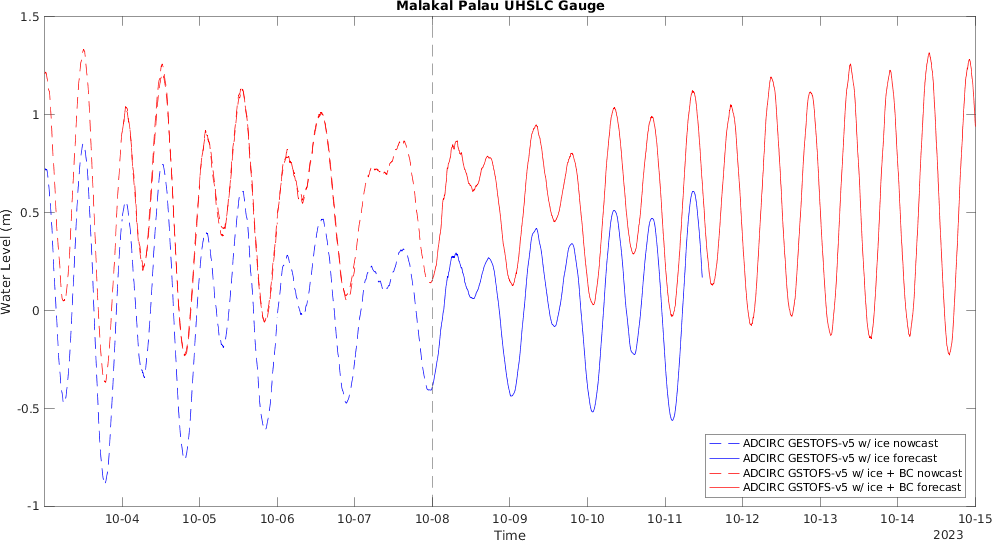 Malakal Palau UHSLC Gauge
1.5
1
0.5
0
-0.5
-1
Water Level (m)
ADCIRC GESTOFS-v5 w/ ice nowcast
ADCIRC GESTOFS-v5 w/ ice forecast
ADCIRC GSTOFS-v5 w/ ice + BC nowcast
ADCIRC GSTOFS-v5 w/ ice + BC forecast
10-04 10-05 10-06 10-07 10-08 10-09 10-10 10-11 10-12 10-13 10-14 10-15
Time
2023